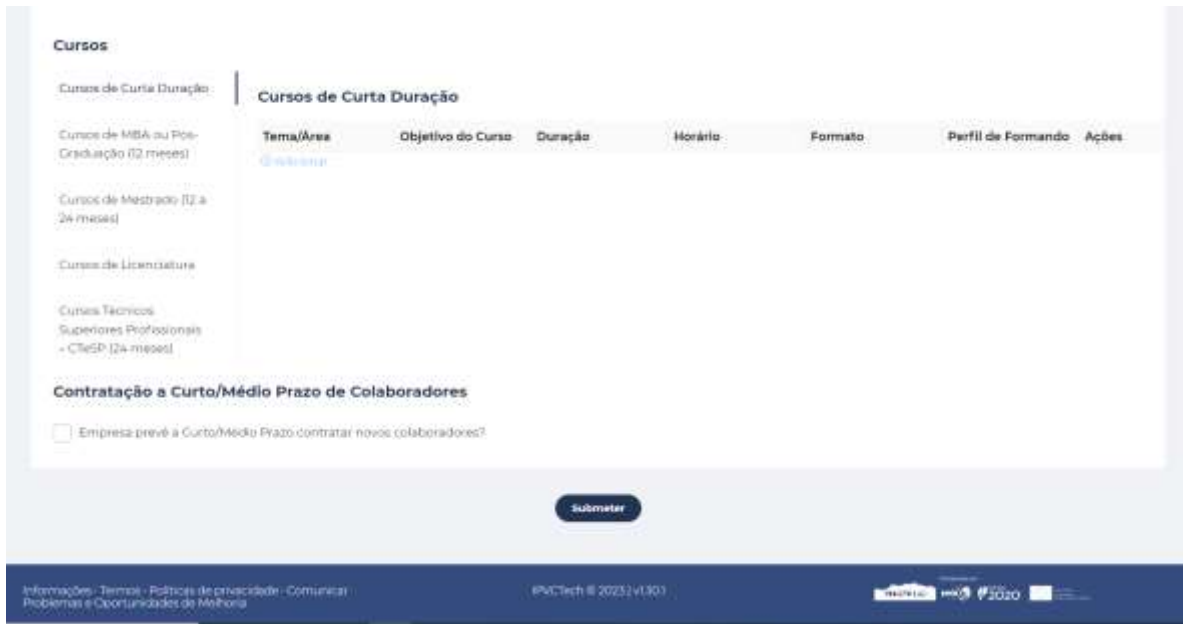 Cursos
Cursos de Curta Duração
Cursos de MBA ou Pós-
Graduação (12 meses)
Cursos de Mestrado (12 a
24 meses)
Cursos de Licenciatura
Cursos Técnicos
Superiores Profissionais
- CTeSP (24 meses)
Cursos de Curta Duração
Tema/Área Objetivo do Curso Duração Horário Formato Perfil de Formando Ações
Adicionar
Contratação a Curto/Médio Prazo de Colaboradores
Empresa prevê a Curto/Médio Prazo contratar novos colaboradores?
Submeter
Informações · Termos · Políticas de privacidade · Comunicar
Problemas e Oportunidades de Melhoria
IPVCTech © 2023 | v1.30.1
2020